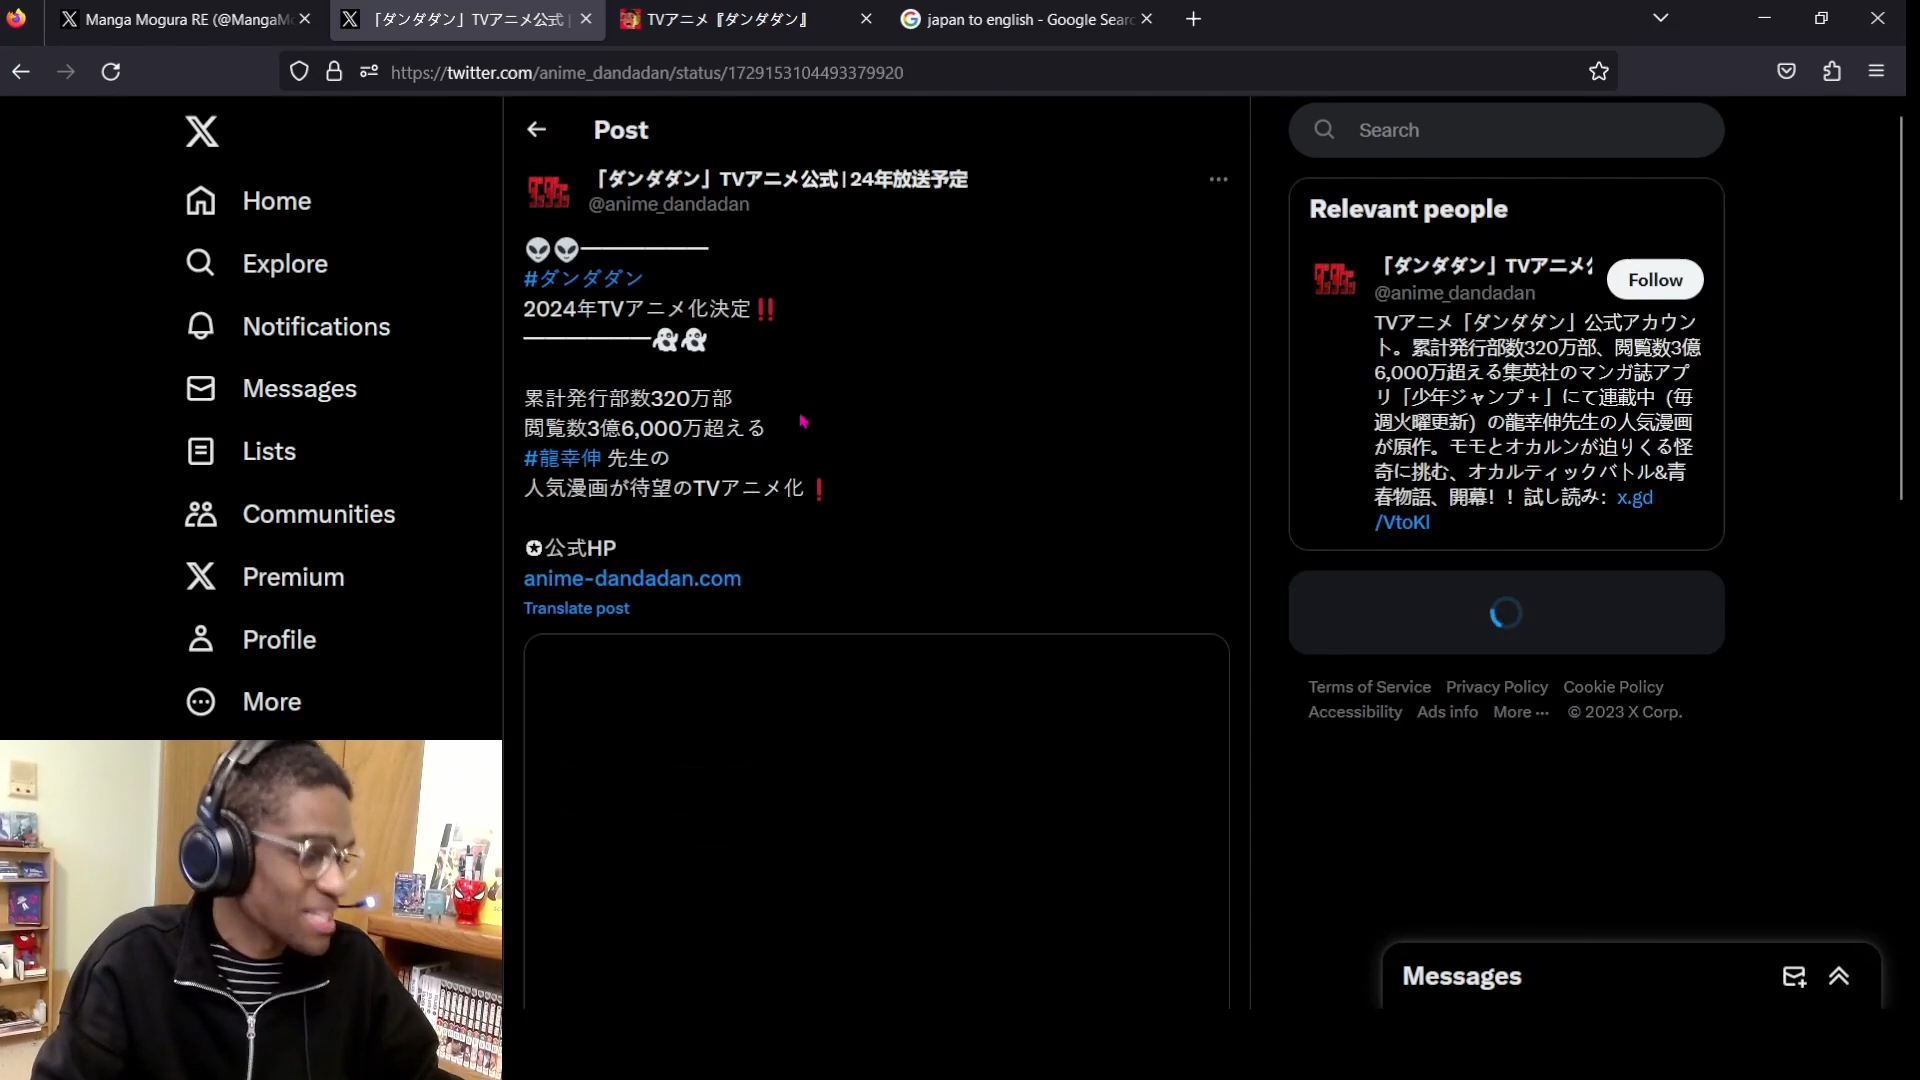 Manga Mogura RE (@MangaMo
「ダンダダン」TVアニメ公式 |
TVアニメ『ダンダダン』
japan to english - Google Searc
https://twitter.com/anime_dandadan/status/1729153104493379920
Home
Explore
Notifications
Messages
Lists
Communities
Premium
Profile
More
Post
「ダンダダン」TVアニメ公式 | 24年放送予定
@anime_dandadan
👽👽━━━━━━
#ダンダダン
2024年TVアニメ化決定‼️
━━━━━━👻👻
累計発行部数320万部
閲覧数3億6,000万超える
#龍幸伸 先生の
人気漫画が待望のTVアニメ化❗
✪公式HP
anime-dandadan.com
Translate post
Search
Relevant people
「ダンダダン」TVアニメ公
@anime_dandadan
Follow
TVアニメ「ダンダダン」公式アカウン
ト。累計発行部数320万部、閲覧数3億
6,000万超える集英社のマンガ誌アプ
リ「少年ジャンプ＋」にて連載中（毎
週火曜更新）の龍幸伸先生の人気漫画
が原作。モモとオカルンが迫りくる怪
奇に挑む、オカルティックバトル&青
春物語、開幕！！試し読み：x.gd
/VtoKl
Terms of Service Privacy Policy Cookie Policy
Accessibility Ads info More ··· © 2023 X Corp.
Messages